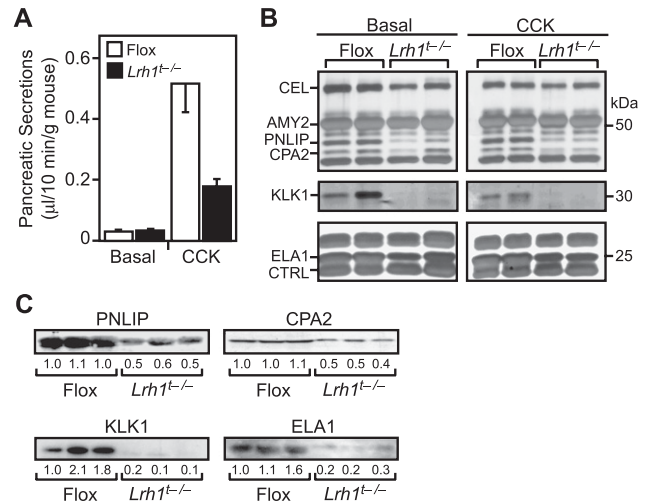 A
Pancreatic Secretions
(µl/10 min/g mouse)
0.6
0.4
0.2
0
Flox
Lrh1t–/–
Basal CCK
B
Basal CCK
Flox Lrh1t–/– Flox Lrh1t–/–
CEL
AMY2
PNLIP
CPA2
KLK1
ELA1
CTRL
kDa
50
30
25
C
PNLIP CPA2
1.0 1.1 1.0 0.5 0.6 0.5 1.0 1.0 1.1 0.5 0.5 0.4
Flox Lrh1t–/– Flox Lrh1t–/–
KLK1 ELA1
1.0 2.1 1.8 0.2 0.1 0.1 1.0 1.1 1.6 0.2 0.2 0.3
Flox Lrh1t–/– Flox Lrh1t–/–